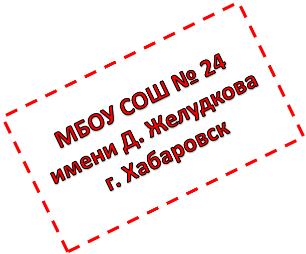 МБОУ СОШ № 24
имени Д. Желудкова
г. Хабаровск